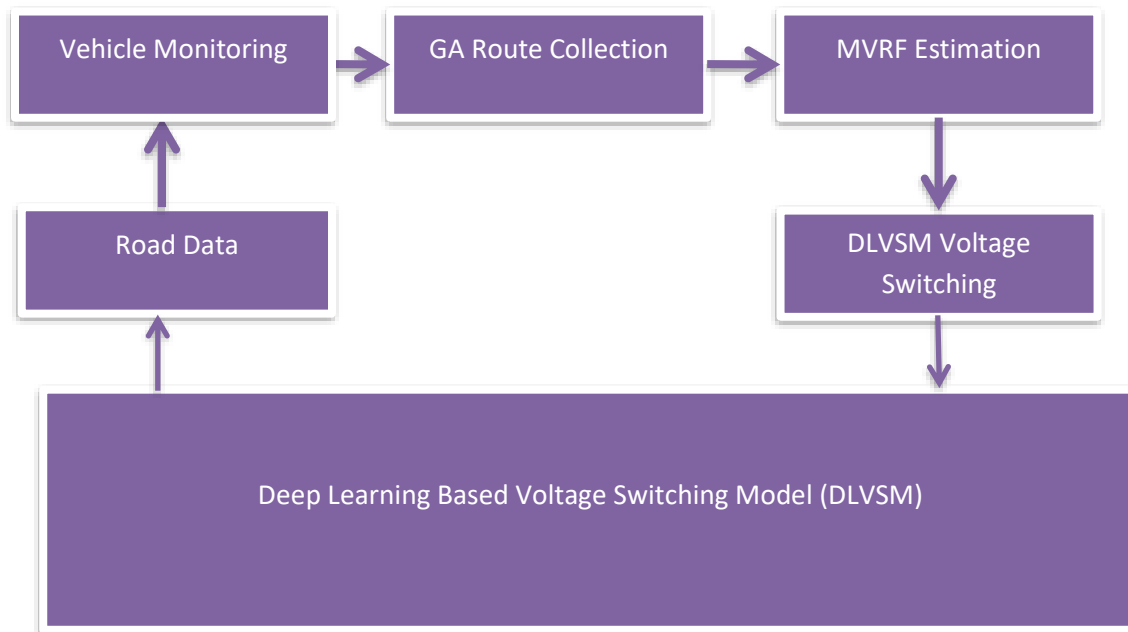 Vehicle Monitoring
GA Route Collection
MVRF Estimation
Road Data
DLVSM Voltage
Switching
Deep Learning Based Voltage Switching Model (DLVSM)